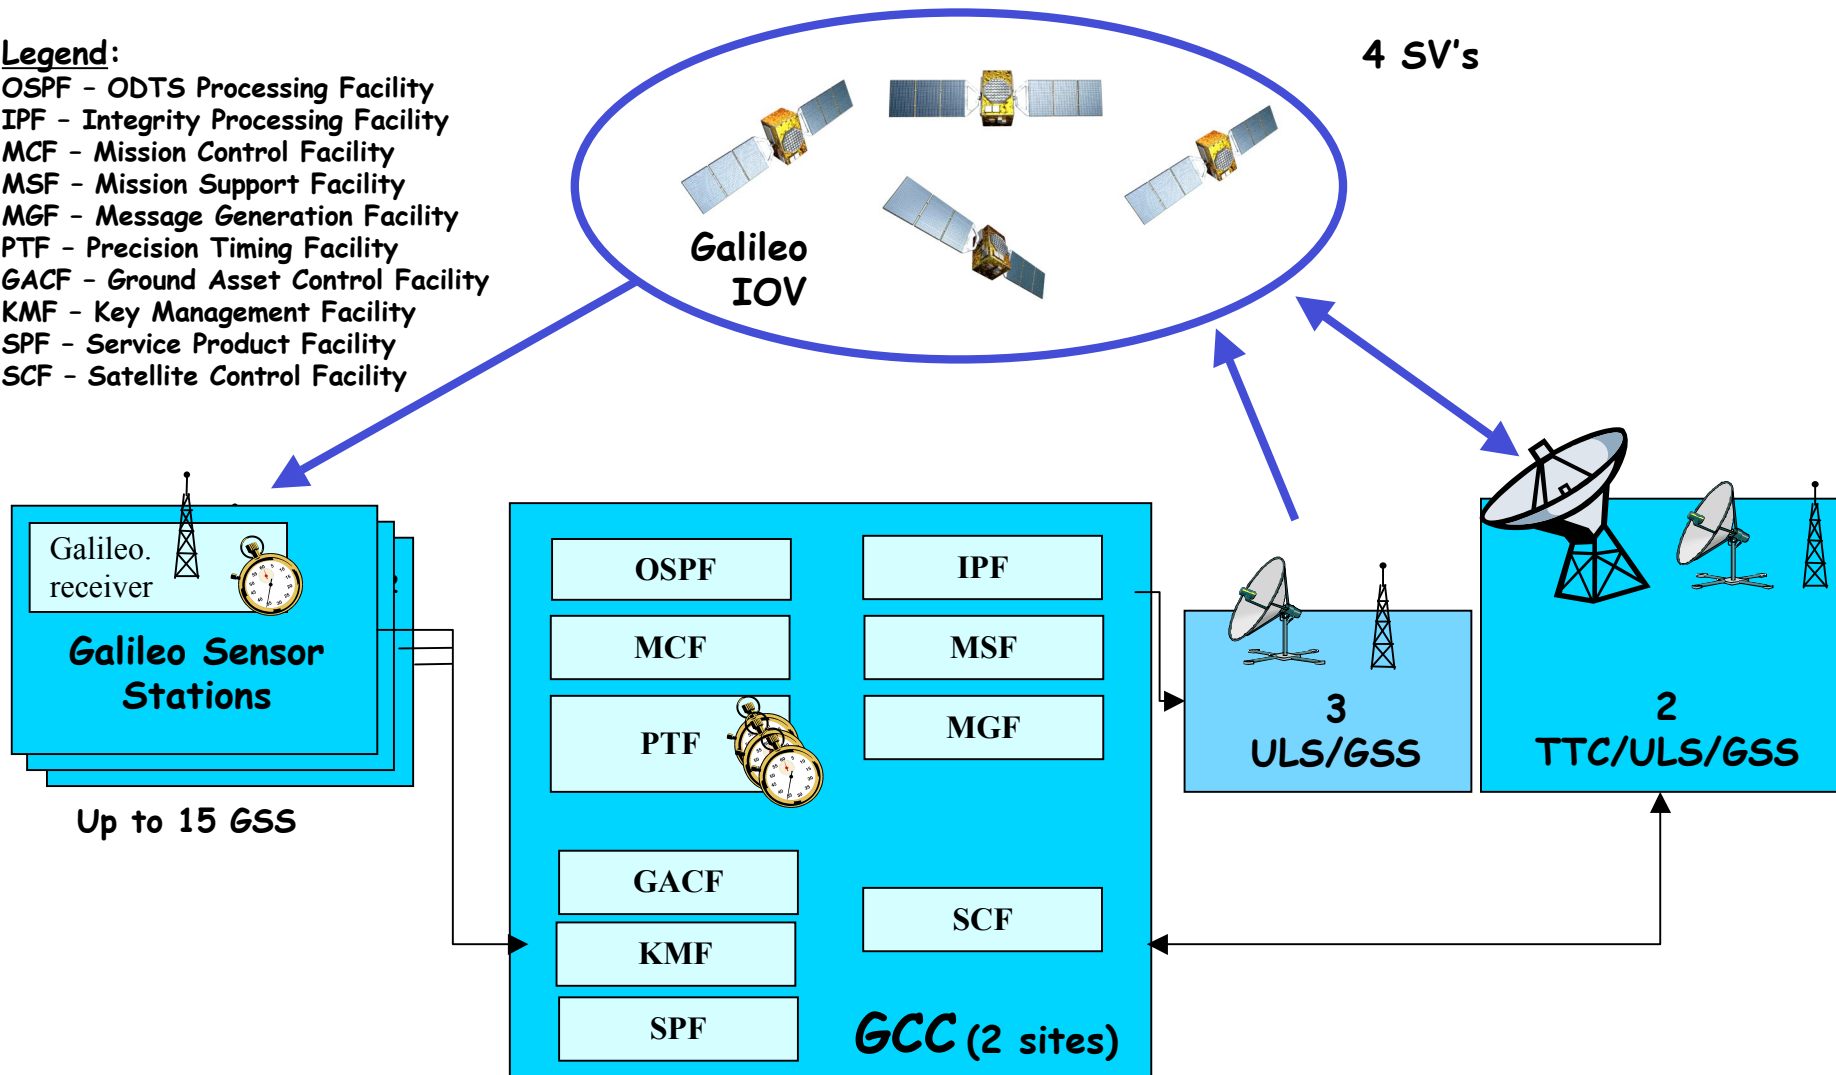 Legend:
OSPF – ODTS Processing Facility
IPF – Integrity Processing Facility
MCF – Mission Control Facility
MSF – Mission Support Facility
MGF – Message Generation Facility
PTF – Precision Timing Facility
GACF – Ground Asset Control Facility
KMF – Key Management Facility
SPF – Service Product Facility
SCF – Satellite Control Facility
4 SV's
Galileo
IOV
Galileo.
receiver
Galileo Sensor
Stations
Up to 15 GSS
OSPF
IPF
MCF
MSF
PTF
MGF
GACF
SCF
KMF
SPF
GCC (2 sites)
3
ULS/GSS
2
TTC/ULS/GSS